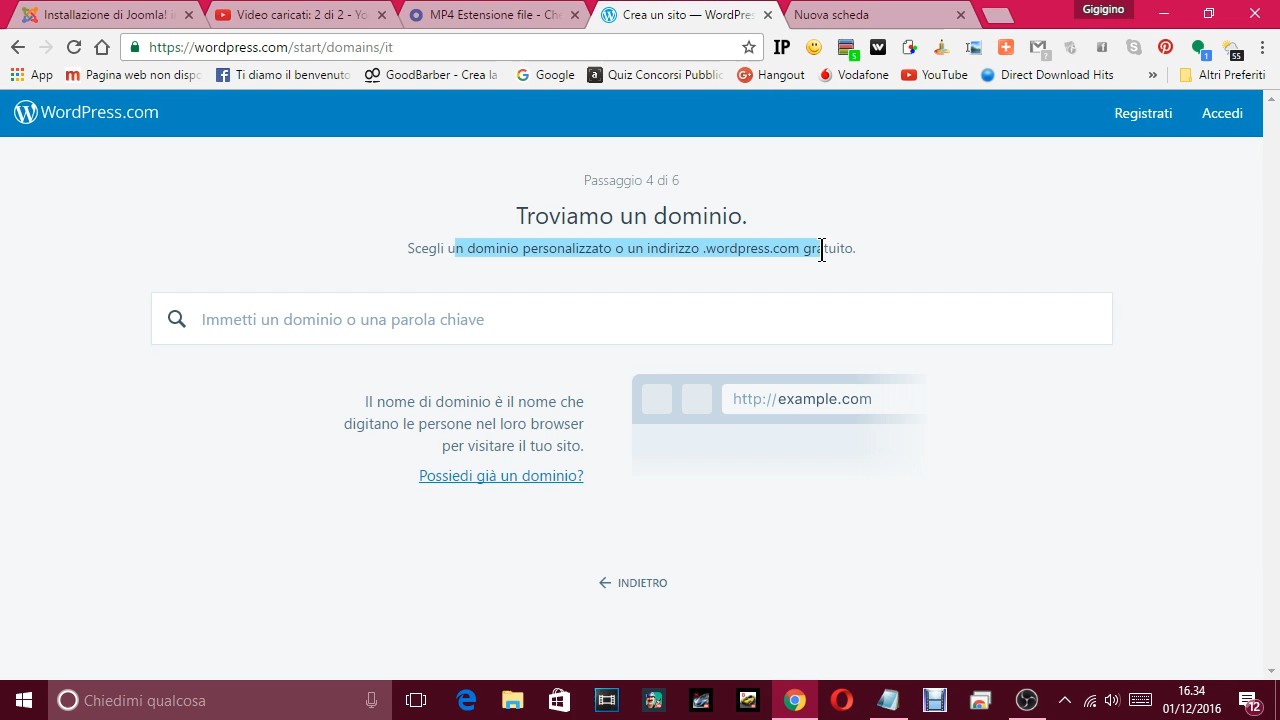 Installazione di Joomla! i
Video caricati: 2 di 2 - Yo
MP4 Estensione file - Che
Crea un sito — WordPres
Nuova scheda
Gigigino
https://wordpress.com/start/domains/it
IP
5
1
55
App
Pagina web non dispo
Ti diamo il benvenuto
GoodBarber - Crea la
Google
Quiz Concorsi Pubblic
Hangout
Vodafone
YouTube
Direct Download Hits
»
Altri Preferiti
WordPress.com
Registrati
Accedi
Passaggio 4 di 6
Troviamo un dominio.
Scegli un dominio personalizzato o un indirizzo .wordpress.com gratuito.
Immetti un dominio o una parola chiave
Il nome di dominio è il nome che
digitano le persone nel loro browser
per visitare il tuo sito.
Possiedi già un dominio?
http://example.com
INDIETRO
Chiedimi qualcosa
16.34
01/12/2016
12